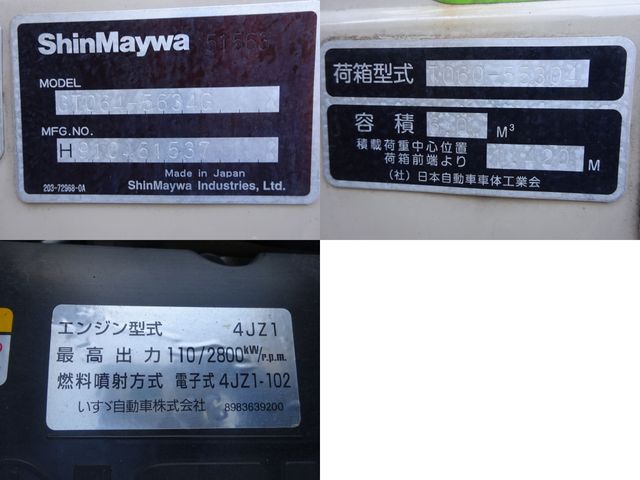 ShinMaywa
MODEL
MFG.NO.
H
Made in Japan
203-72968-0A
ShinMaywa Industries, Ltd.
荷箱型式
容積
M³
積載荷重中心位置
荷箱前端より
M
(社)日本自動車車体工業会
エンジン型式 4JZ1
最高出力 110/2800kW/r.p.m.
燃料噴射方式 電子式 4JZ1-102
いすゞ自動車株式会社 8983639200